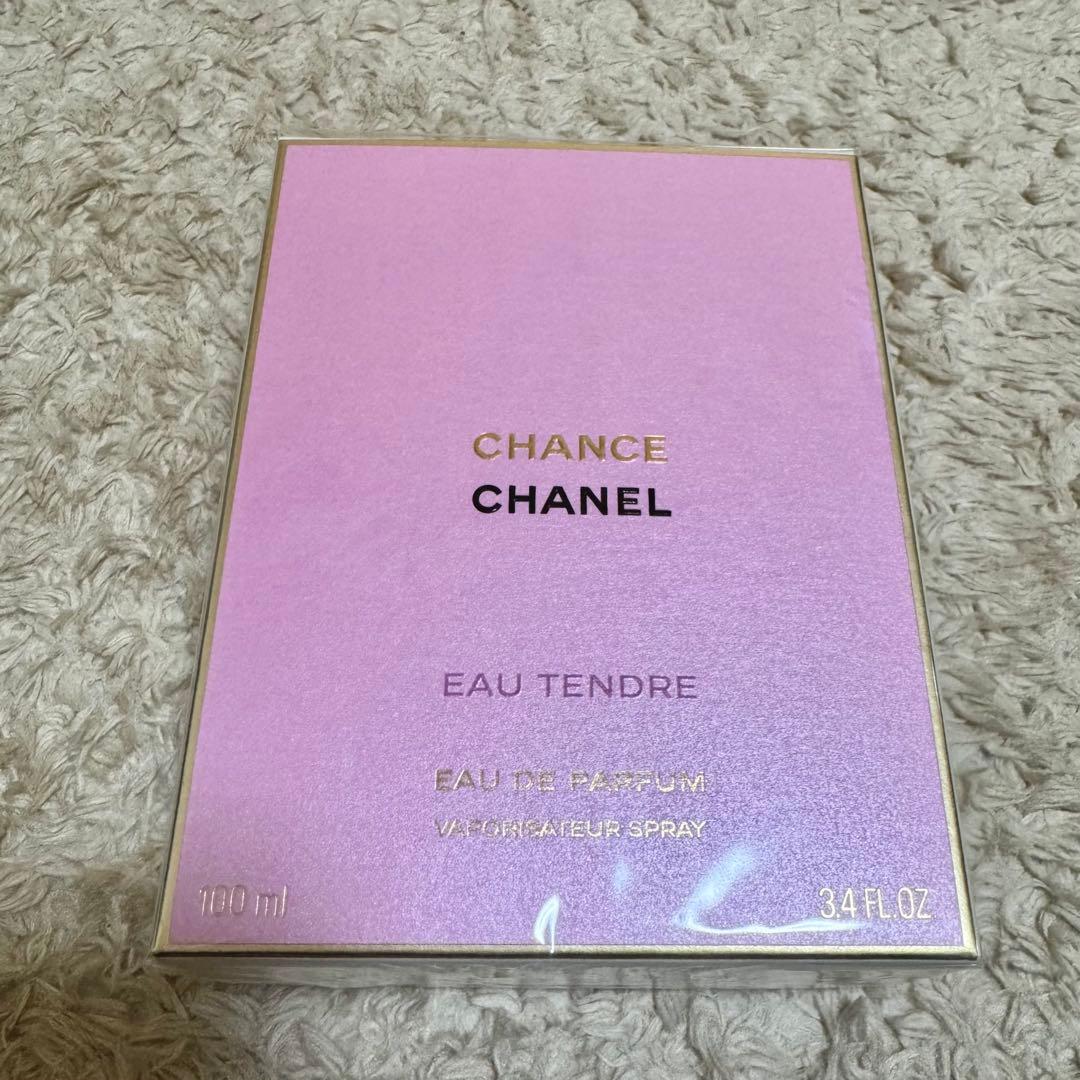 CHANCE
CHANEL
EAU TENDRE
EAU DE PARFUM
VAPORISATEUR SPRAY
100 ml 3.4 FL.OZ